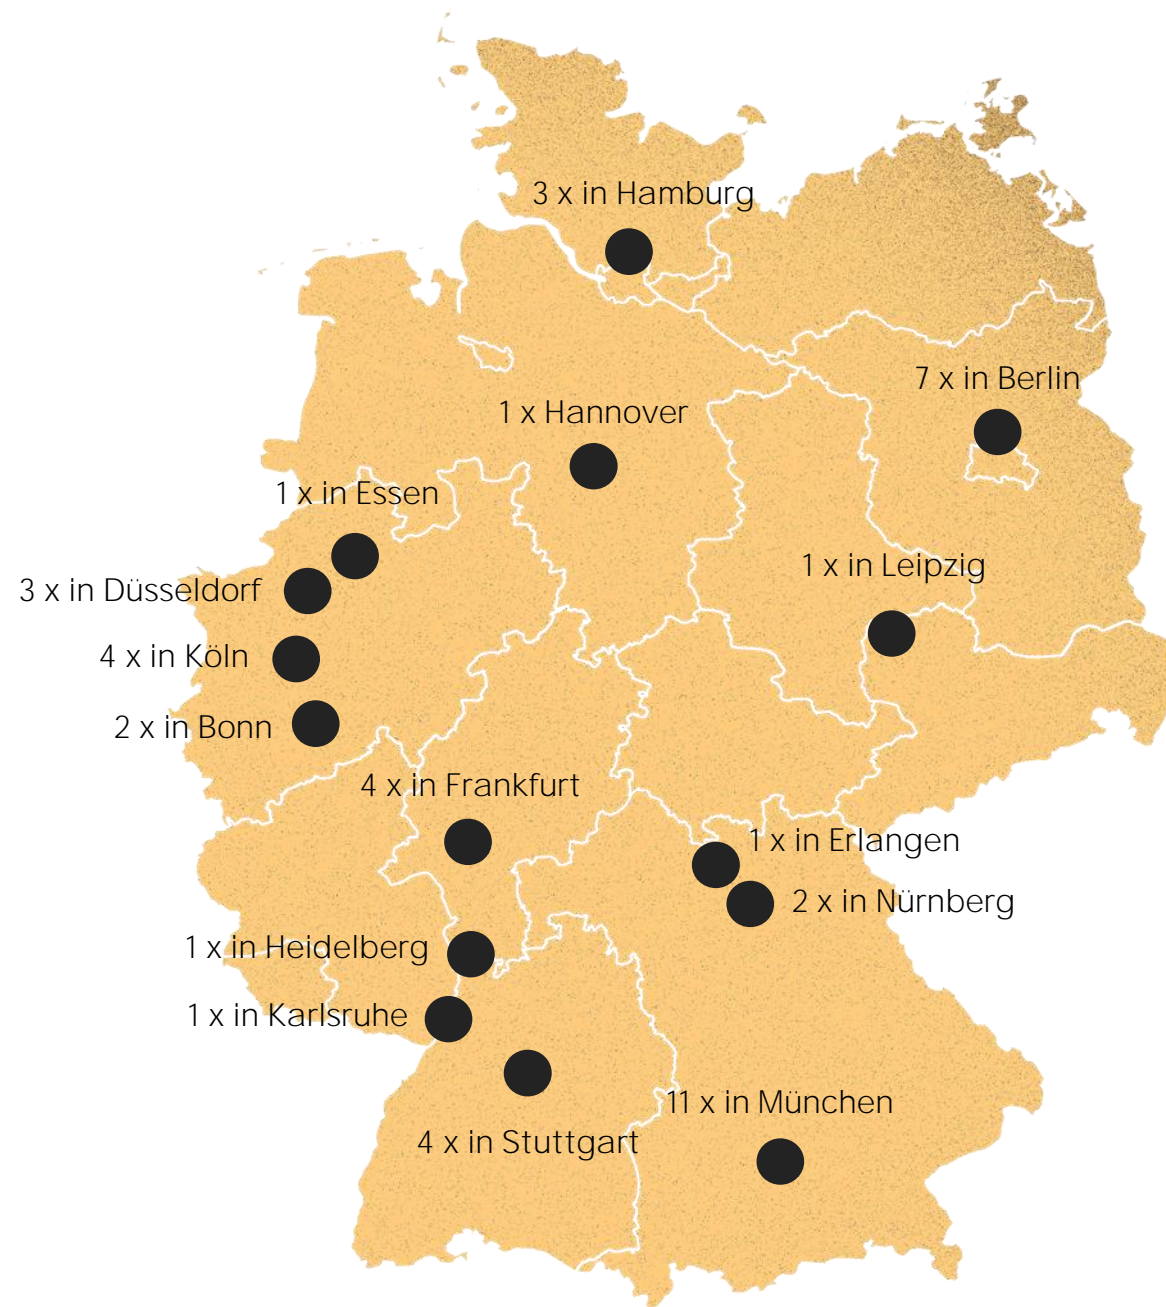 3 x in Hamburg
7 x in Berlin
1 x Hannover
1 x in Essen
1 x in Leipzig
3 x in Düsseldorf
4 x in Köln
2 x in Bonn
4 x in Frankfurt
1 x in Erlangen
2 x in Nürnberg
1 x in Heidelberg
1 x in Karlsruhe
11 x in München
4 x in Stuttgart